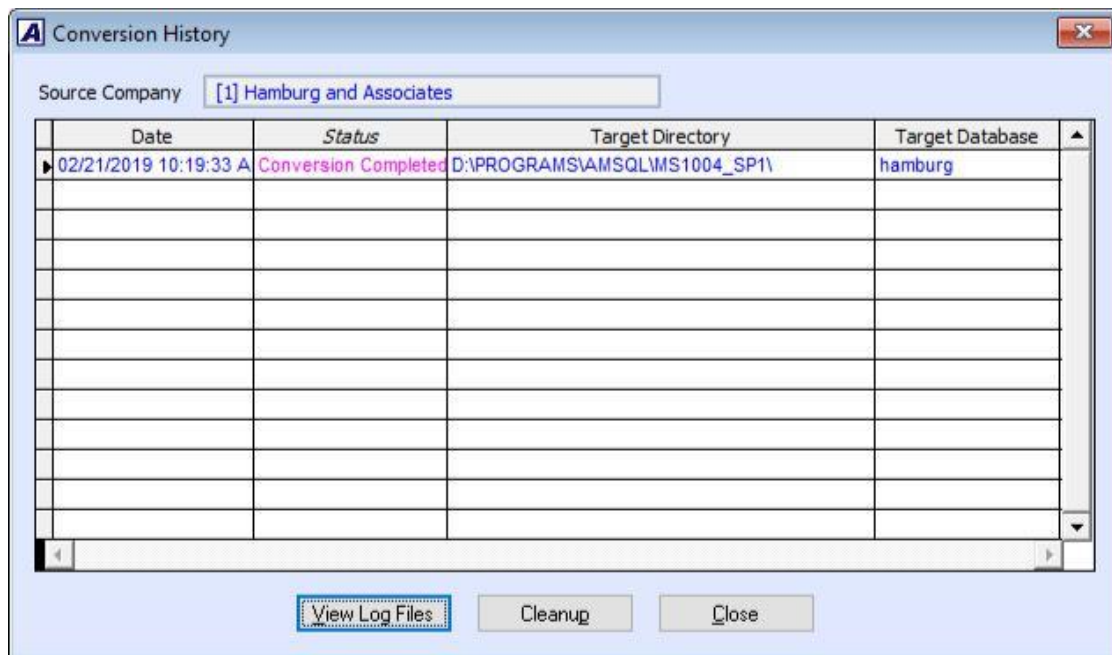 A Conversion History
Source Company [1] Hamburg and Associates
Date Status Target Directory Target Database
02/21/2019 10:19:33 A Conversion Completed D:\PROGRAMS\AMSQL\MS1004_SP1\ hamburg
View Log Files Cleanup Close